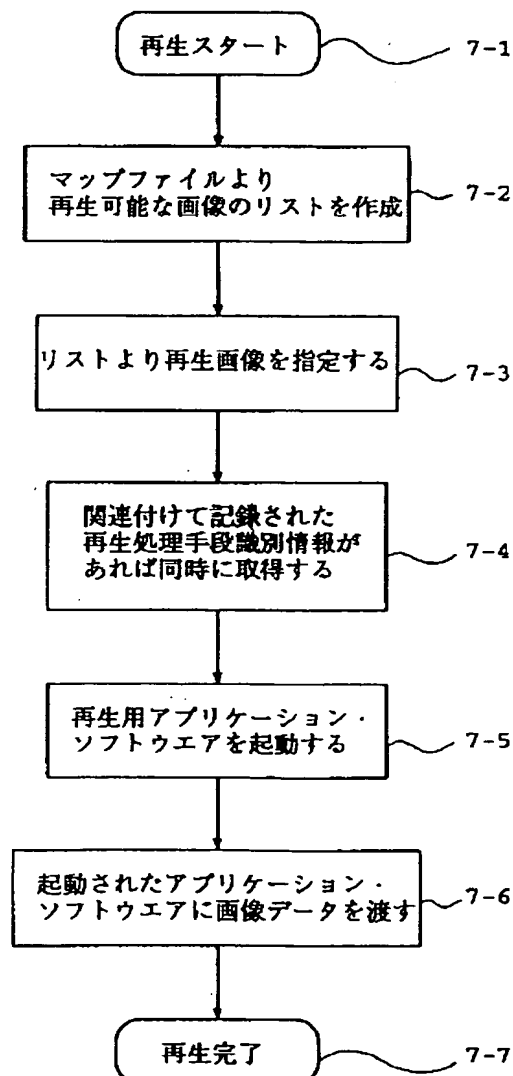 再生スタート
7-1
マップファイルより
再生可能な画像のリストを作成
7-2
リストより再生画像を指定する
7-3
関連付けて記録された
再生処理手段識別情報が
あれば同時に取得する
7-4
再生用アプリケーション・
ソフトウエアを起動する
7-5
起動されたアプリケーション・
ソフトウエアに画像データを渡す
7-6
再生完了
7-7